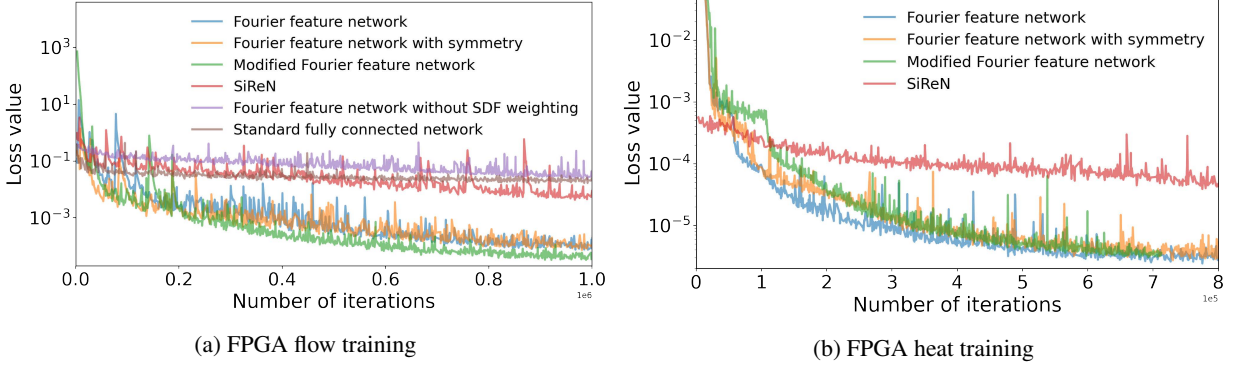 Fourier feature network
Fourier feature network with symmetry
Modified Fourier feature network
SiReN
Fourier feature network without SDF weighting
Standard fully connected network
Loss value
10³
10¹
10⁻¹
10⁻³
0.0 0.2 0.4 0.6 0.8 1.0
1e6
Number of iterations
(a) FPGA flow training
Fourier feature network
Fourier feature network with symmetry
Modified Fourier feature network
SiReN
Loss value
10⁻²
10⁻³
10⁻⁴
10⁻⁵
0 1 2 3 4 5 6 7 8
1e5
Number of iterations
(b) FPGA heat training